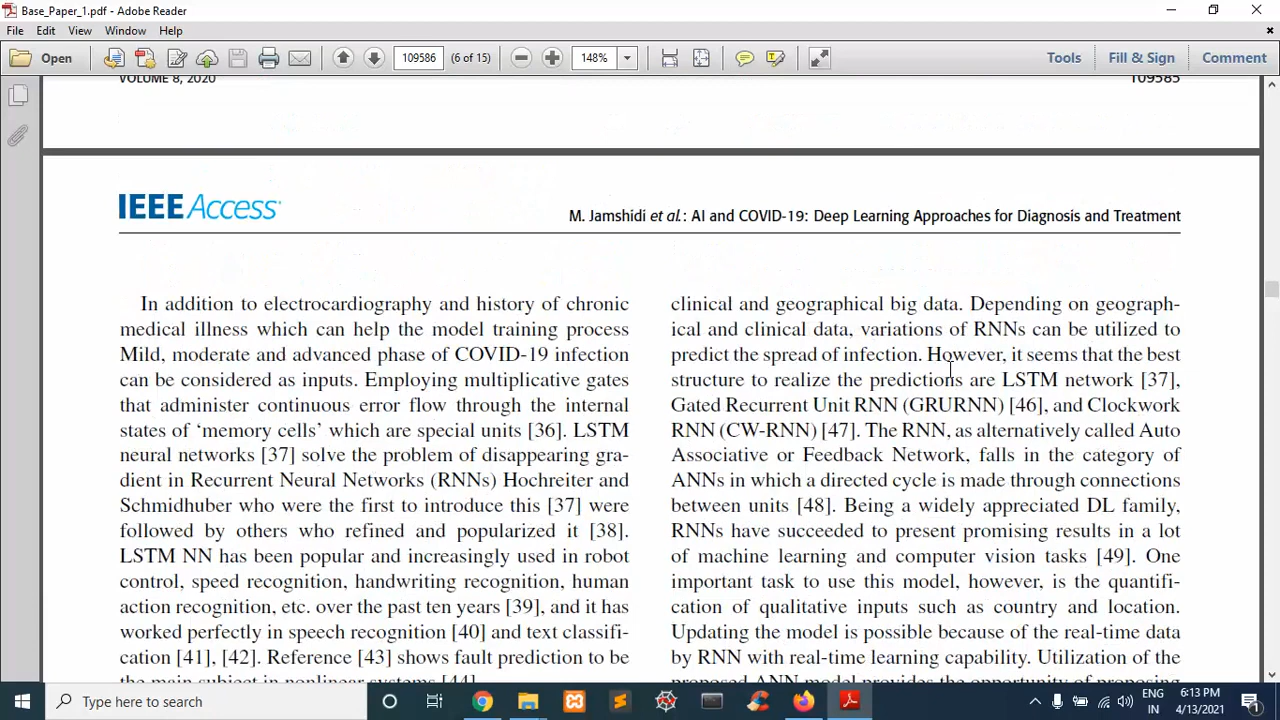 Base_Paper_1.pdf - Adobe Reader
File Edit View Window Help
Open 109586 (6 of 15) 148% Tools Fill & Sign Comment
VOLUME 8, 2020 109585
IEEE Access M. Jamshidi et al.: AI and COVID-19: Deep Learning Approaches for Diagnosis and Treatment
In addition to electrocardiography and history of chronic
medical illness which can help the model training process
Mild, moderate and advanced phase of COVID-19 infection
can be considered as inputs. Employing multiplicative gates
that administer continuous error flow through the internal
states of ‘memory cells’ which are special units [36]. LSTM
neural networks [37] solve the problem of disappearing gra-
dient in Recurrent Neural Networks (RNNs) Hochreiter and
Schmidhuber who were the first to introduce this [37] were
followed by others who refined and popularized it [38].
LSTM NN has been popular and increasingly used in robot
control, speed recognition, handwriting recognition, human
action recognition, etc. over the past ten years [39], and it has
worked perfectly in speech recognition [40] and text classifi-
cation [41], [42]. Reference [43] shows fault prediction to be
the main subject in nonlinear systems [44].
clinical and geographical big data. Depending on geograph-
ical and clinical data, variations of RNNs can be utilized to
predict the spread of infection. However, it seems that the best
structure to realize the predictions are LSTM network [37],
Gated Recurrent Unit RNN (GRURNN) [46], and Clockwork
RNN (CW-RNN) [47]. The RNN, as alternatively called Auto
Associative or Feedback Network, falls in the category of
ANNs in which a directed cycle is made through connections
between units [48]. Being a widely appreciated DL family,
RNNs have succeeded to present promising results in a lot
of machine learning and computer vision tasks [49]. One
important task to use this model, however, is the quantifi-
cation of qualitative inputs such as country and location.
Updating the model is possible because of the real-time data
by RNN with real-time learning capability. Utilization of the
proposed ANN model provides the opportunity of proposing
Type here to search
ENG 6:13 PM
IN 4/13/2021
1